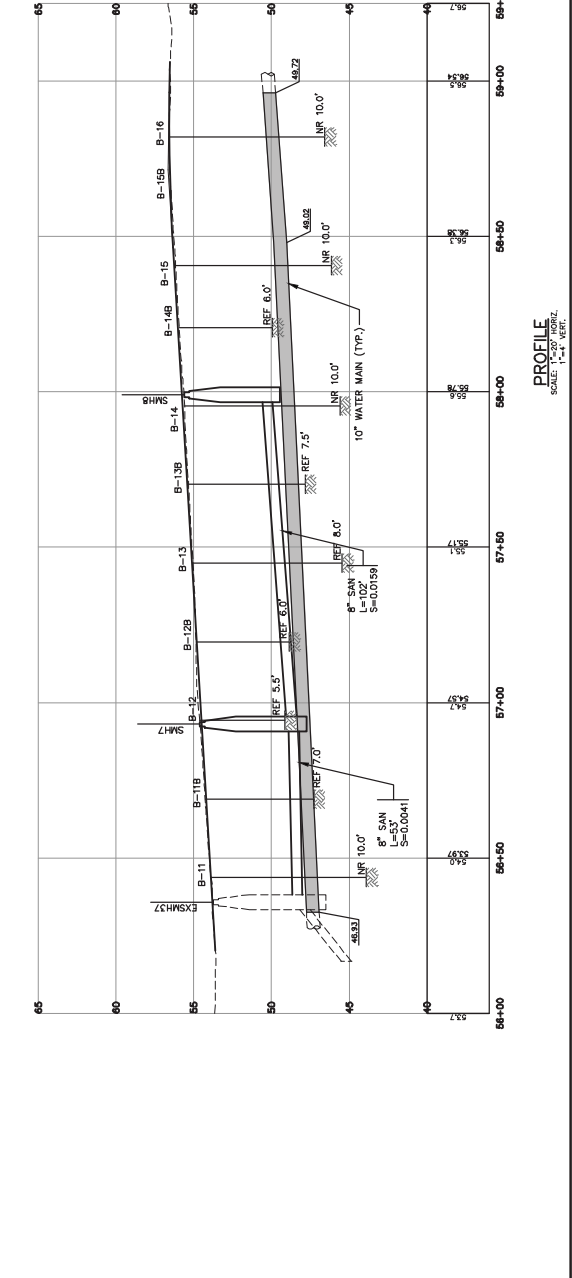 65
60
55
50
45
40
65
60
55
50
45
40
EXSMH37
B-11
B-11B
SMH7
B-12
B-12B
B-13
B-13B
B-14
SMH8
B-14B
B-15
B-15B
B-16
NR 10.0'
REF 7.0'
REF 5.5'
REF 6.0'
REF 8.0'
REF 7.5'
NR 10.0'
REF 6.0'
NR 10.0'
NR 10.0'
46.93
49.02
49.72
8" SAN
L=53'
S=0.0041
8" SAN
L=102'
S=0.0159
10" WATER MAIN (TYP.)
53.7
54.0
53.97
54.7
54.57
55.1
55.17
55.6
55.78
56.3
56.38
56.5
56.54
56.7
56+00
56+50
57+00
57+50
58+00
58+50
59+00
59+
PROFILE
SCALE: 1"=20' HORIZ.
1"=4' VERT.